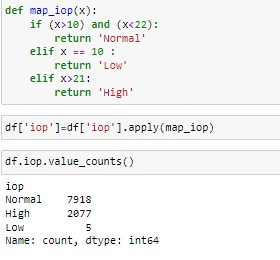 def map_iop(x):
    if (x>10) and (x<22):
        return 'Normal'
    elif x == 10 :
        return 'Low'
    elif x>21:
        return 'High'
df['iop']=df['iop'].apply(map_iop)
df.iop.value_counts()
iop
Normal    7918
High      2077
Low          5
Name: count, dtype: int64